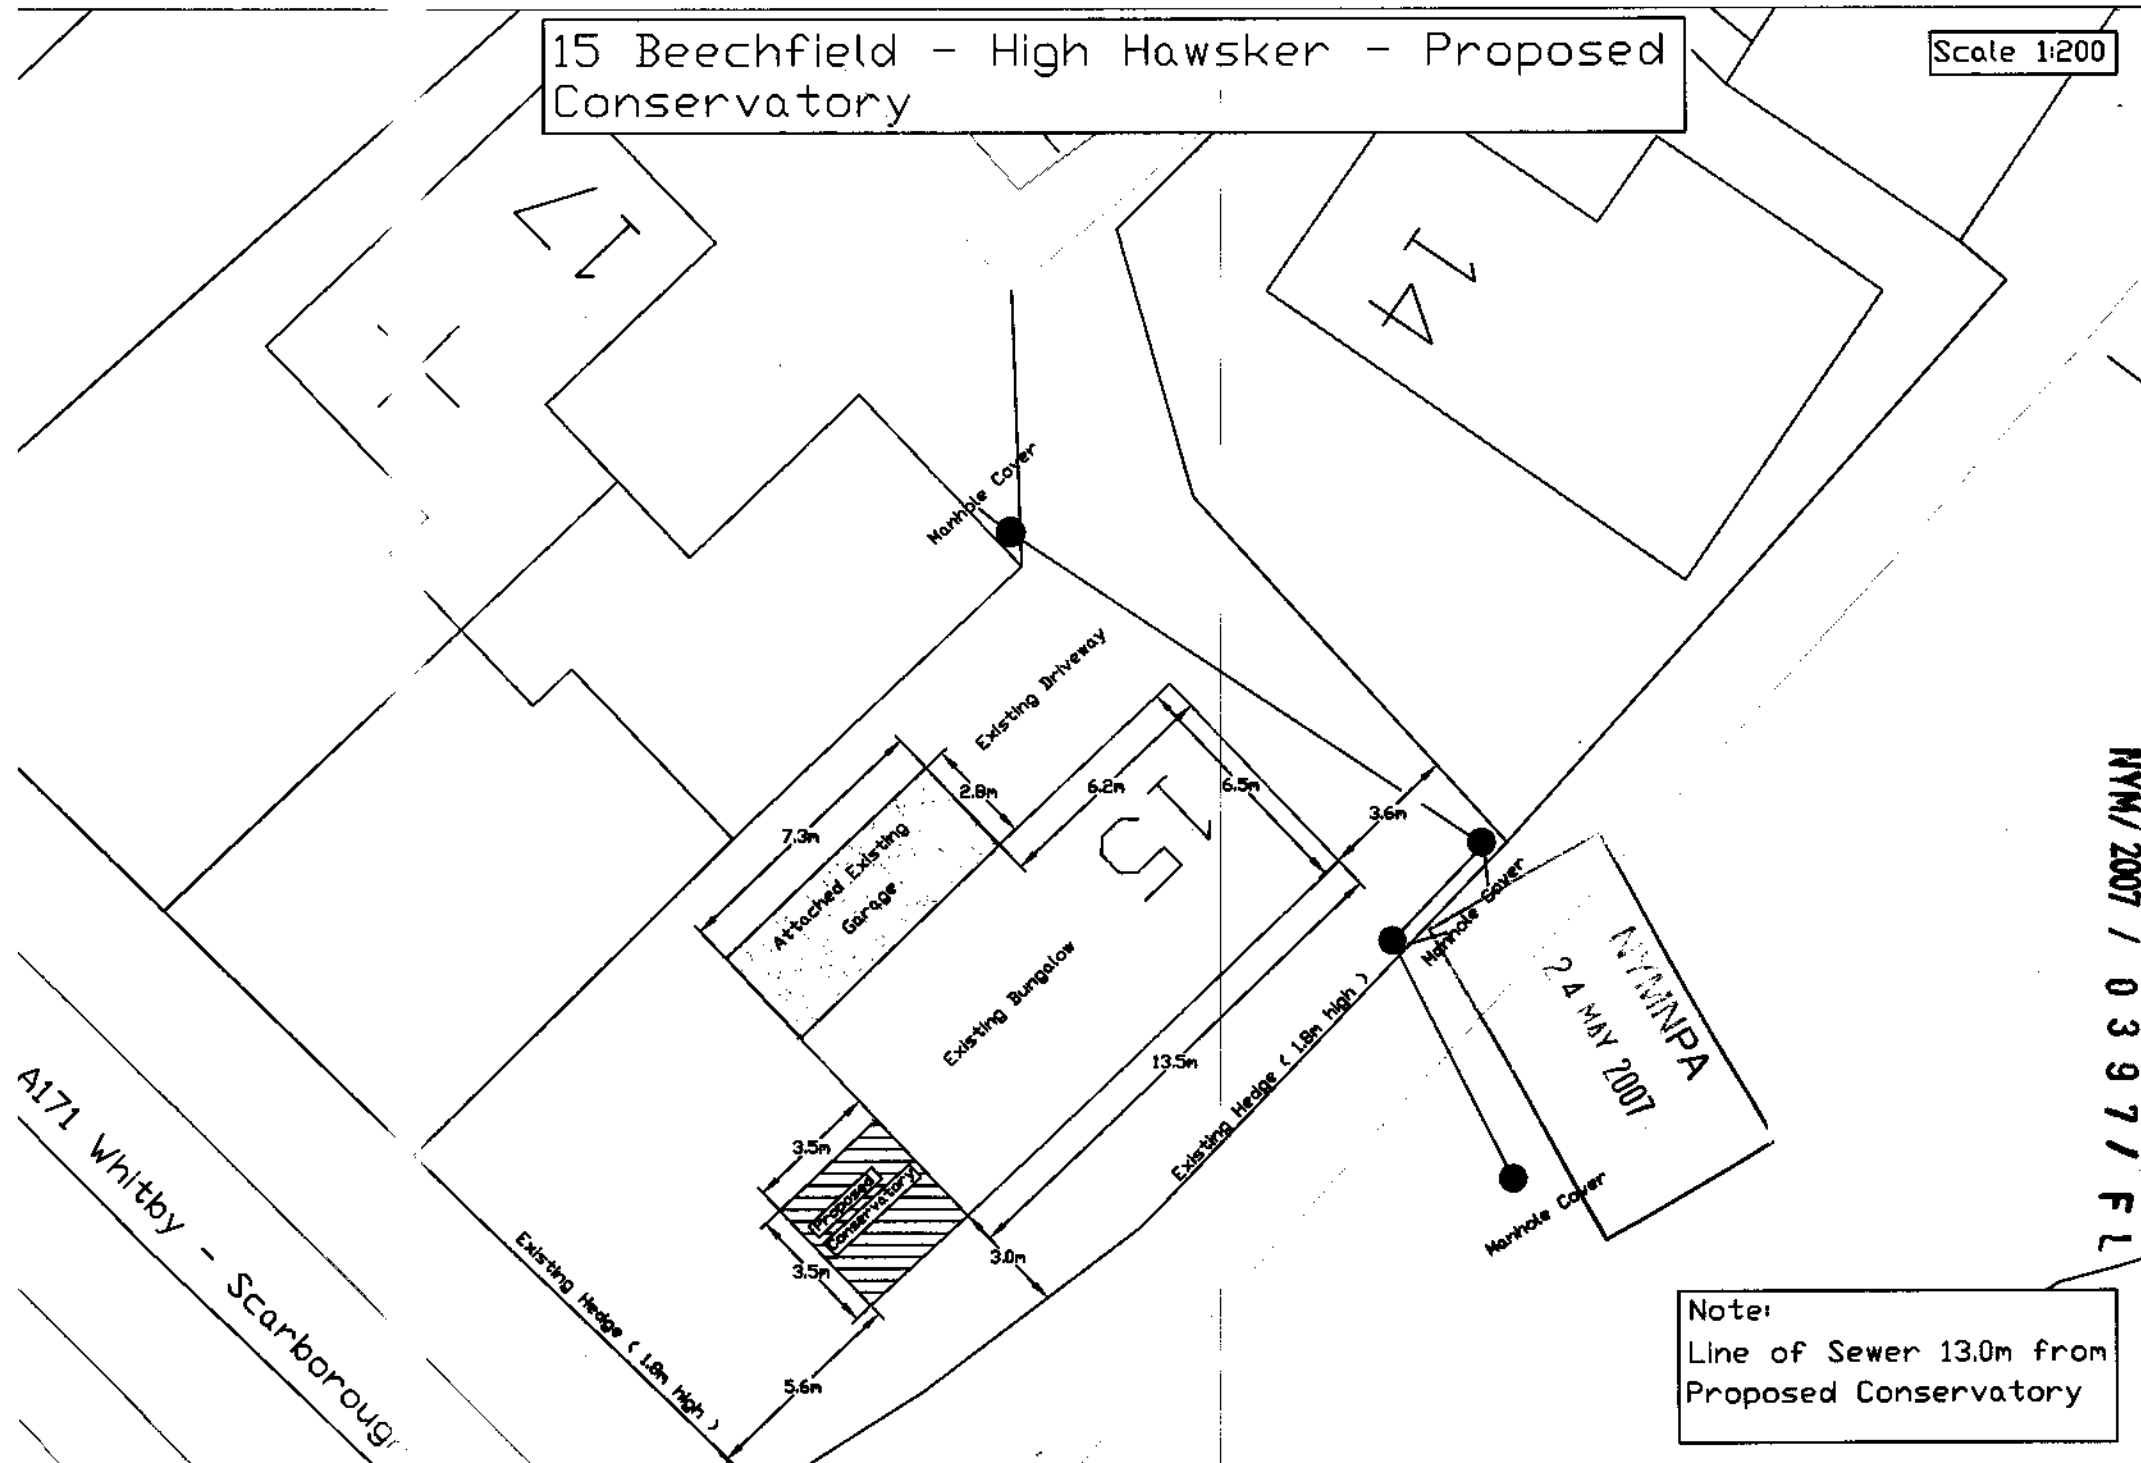 15 Beechfield - High Hawsker - Proposed
Conservatory
Scale 1:200
17
14
Manhole Cover
Existing Driveway
2.8m
6.2m
6.5m
3.6m
7.3m
15
Attached Existing
Garage
Existing Bungalow
Manhole Cover
NYMNPA
24 MAY 2007
NYM/2007/0397/FL
13.5m
Existing Hedge ( 1.8m high )
A171 Whitby - Scarboroug
3.5m
Proposed
Conservatory
3.5m
3.0m
Manhole Cover
Existing Hedge ( 1.8m high )
5.6m
Note:
Line of Sewer 13.0m from
Proposed Conservatory